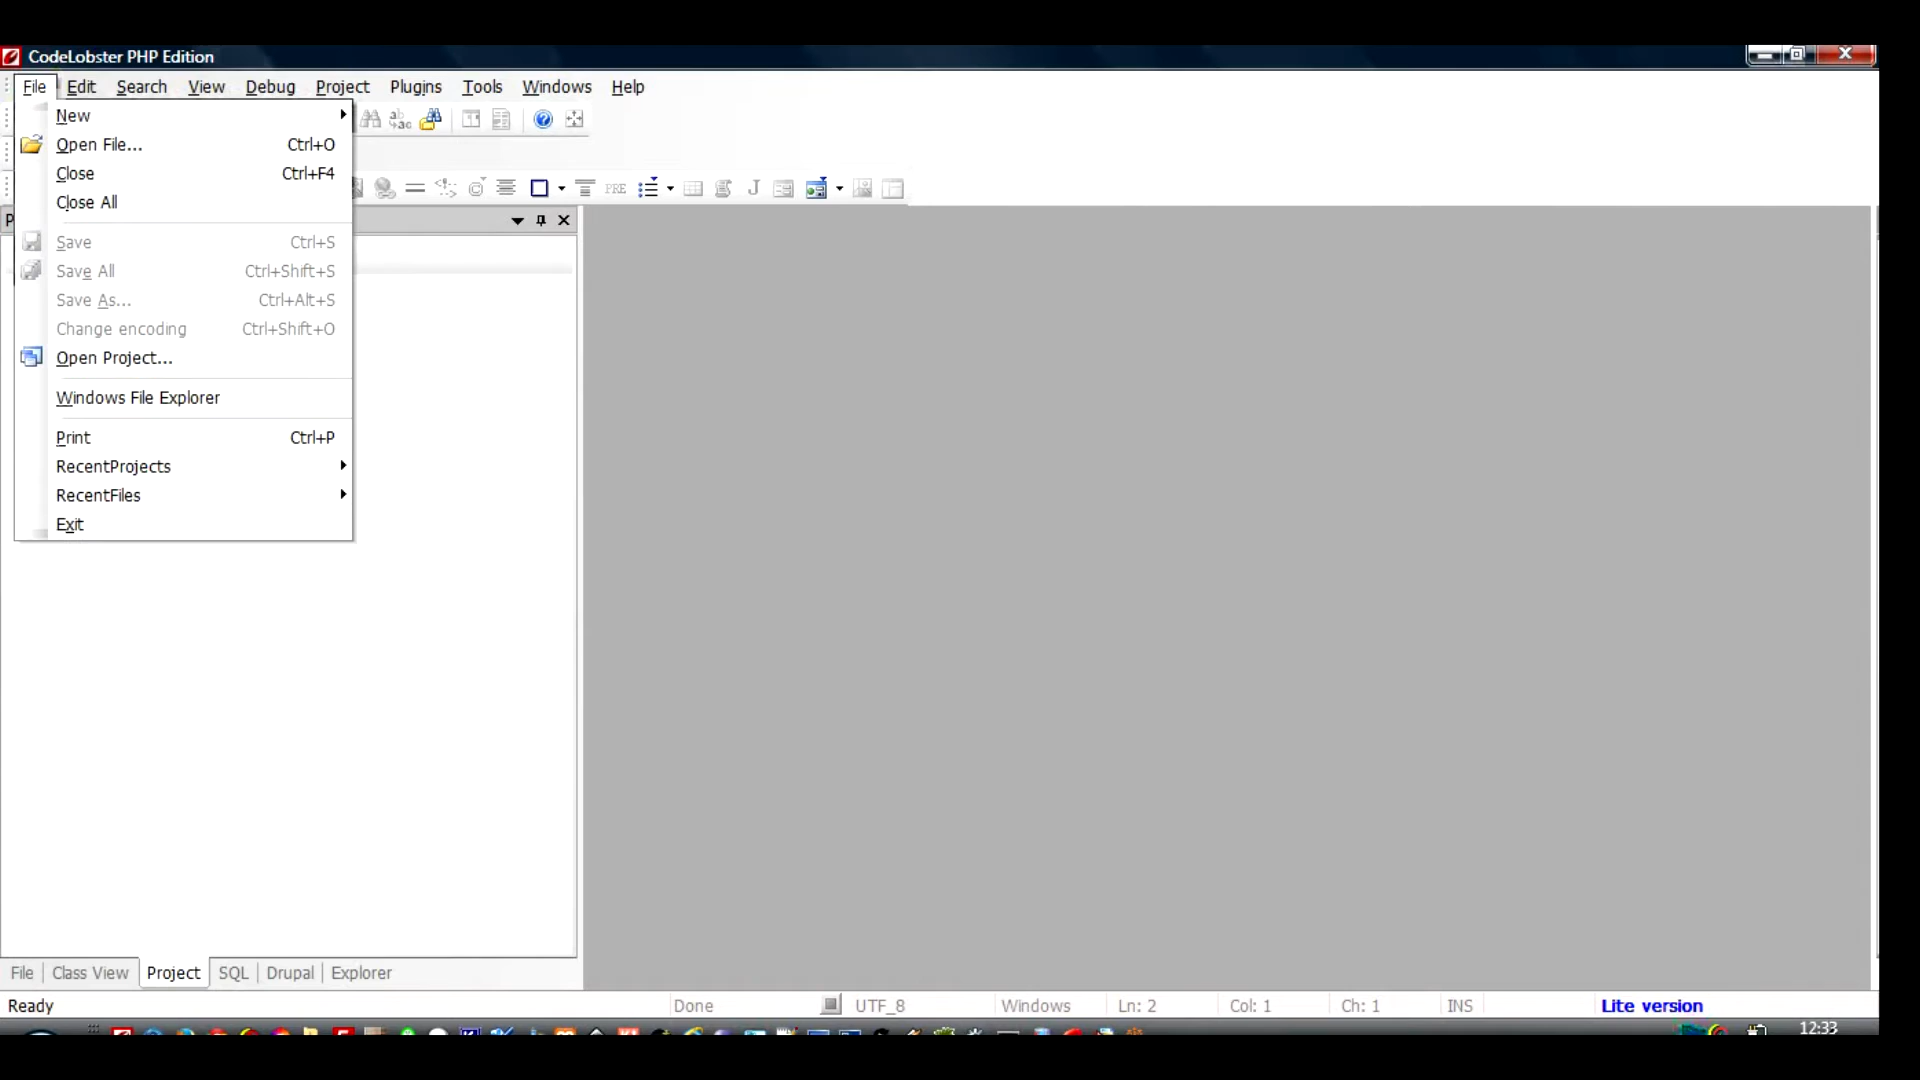 CodeLobster PHP Edition
File Edit Search View Debug Project Plugins Tools Windows Help
New
Open File... Ctrl+O
Close Ctrl+F4
Close All
Save Ctrl+S
Save All Ctrl+Shift+S
Save As... Ctrl+Alt+S
Change encoding Ctrl+Shift+O
Open Project...
Windows File Explorer
Print Ctrl+P
RecentProjects
RecentFiles
Exit
PRE
J
P
File Class View Project SQL Drupal Explorer
Ready Done UTF_8 Windows Ln: 2 Col: 1 Ch: 1 INS Lite version
12:33